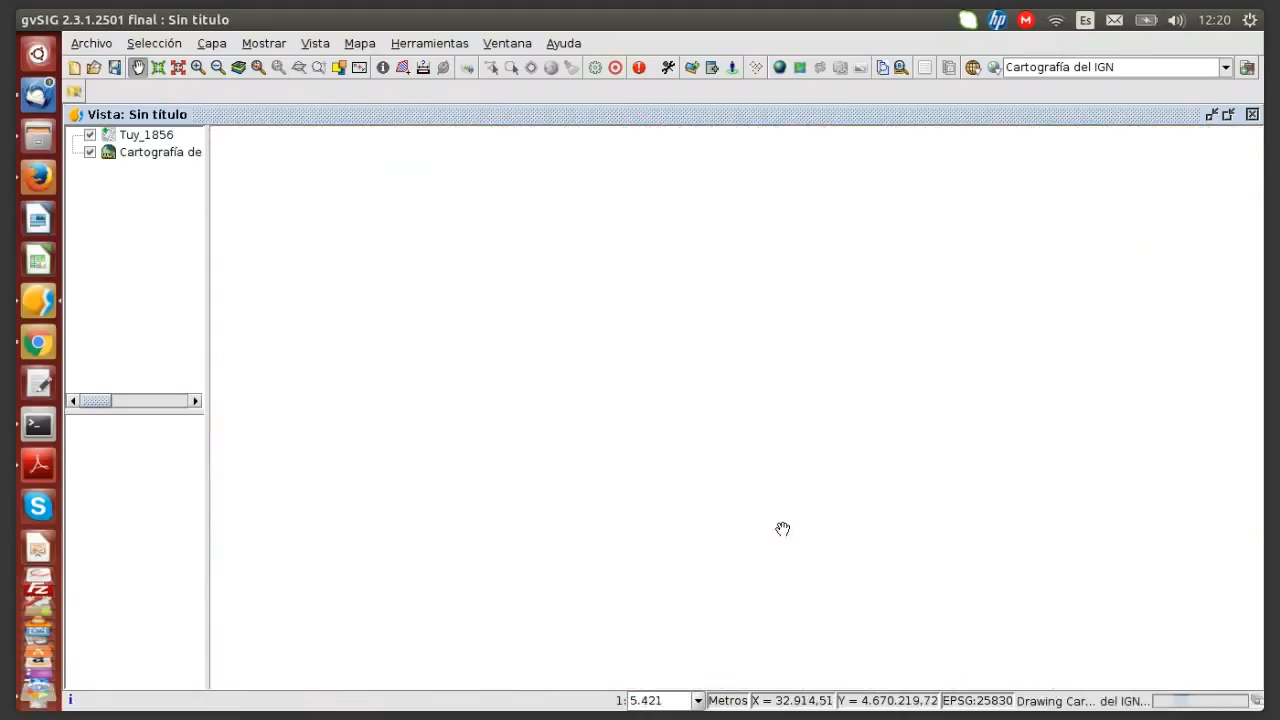 gvSIG 2.3.1.2501 final : Sin título
Es
12:20
Archivo Selección Capa Mostrar Vista Mapa Herramientas Ventana Ayuda
Cartografía del IGN
Vista: Sin título
Tuy_1856
Cartografía de
1: 5.421 Metros X = 32.914,51 Y = 4.670.219,72 EPSG:25830 Drawing Car... del IGN...